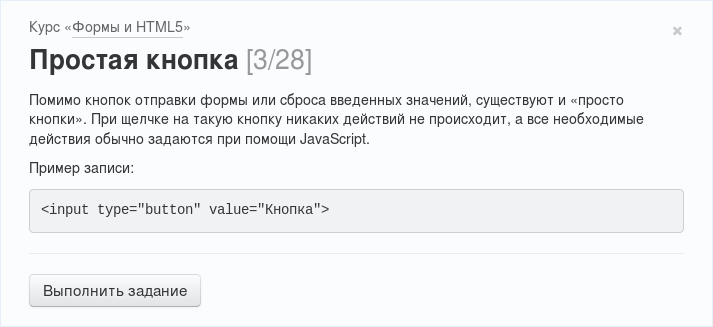 Курс «Формы и HTML5»
×
Простая кнопка [3/28]
Помимо кнопок отправки формы или сброса введенных значений, существуют и «просто
кнопки». При щелчке на такую кнопку никаких действий не происходит, а все необходимые
действия обычно задаются при помощи JavaScript.
Пример записи:
<input type="button" value="Кнопка">
Выполнить задание